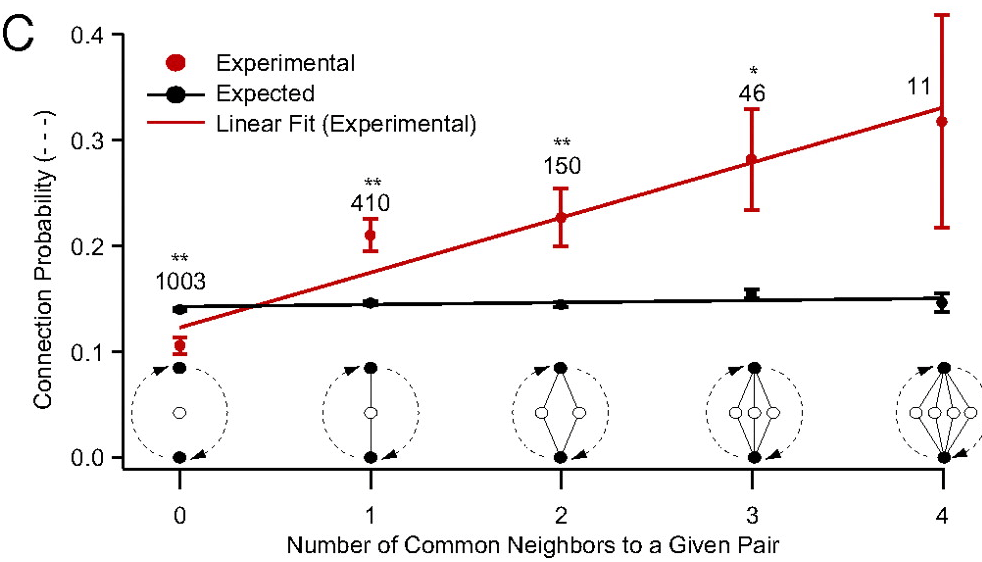 C
0.4
0.3
0.2
0.1
0.0
Connection Probability (- - -)
Experimental
Expected
Linear Fit (Experimental)
**
1003
**
410
**
150
*
46
11
0 1 2 3 4
Number of Common Neighbors to a Given Pair